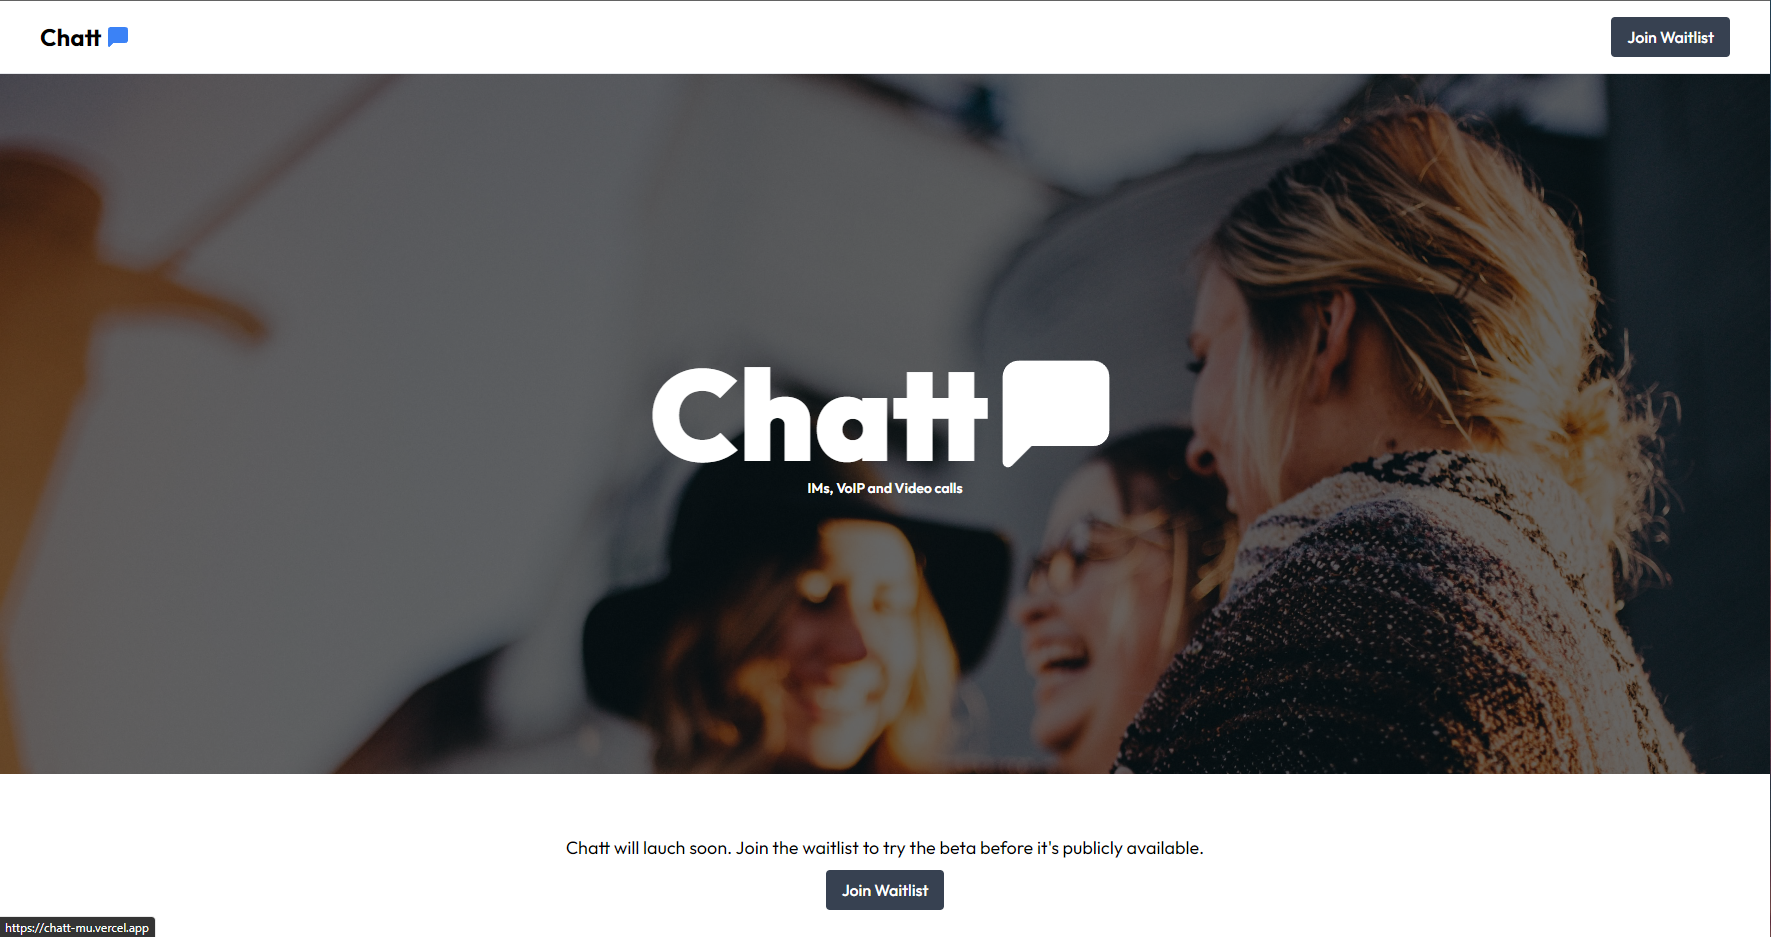 Chatt
Join Waitlist
Chatt
IMs, VoIP and Video calls
Chatt will lauch soon. Join the waitlist to try the beta before it's publicly available.
Join Waitlist
https://chatt-mu.vercel.app